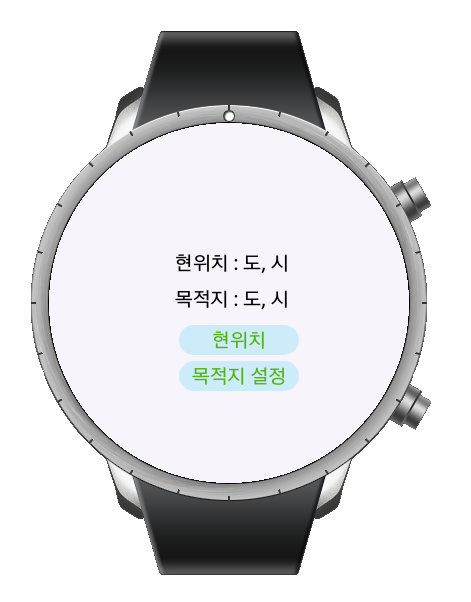 현위치 : 도, 시
목적지 : 도, 시
현위치
목적지 설정